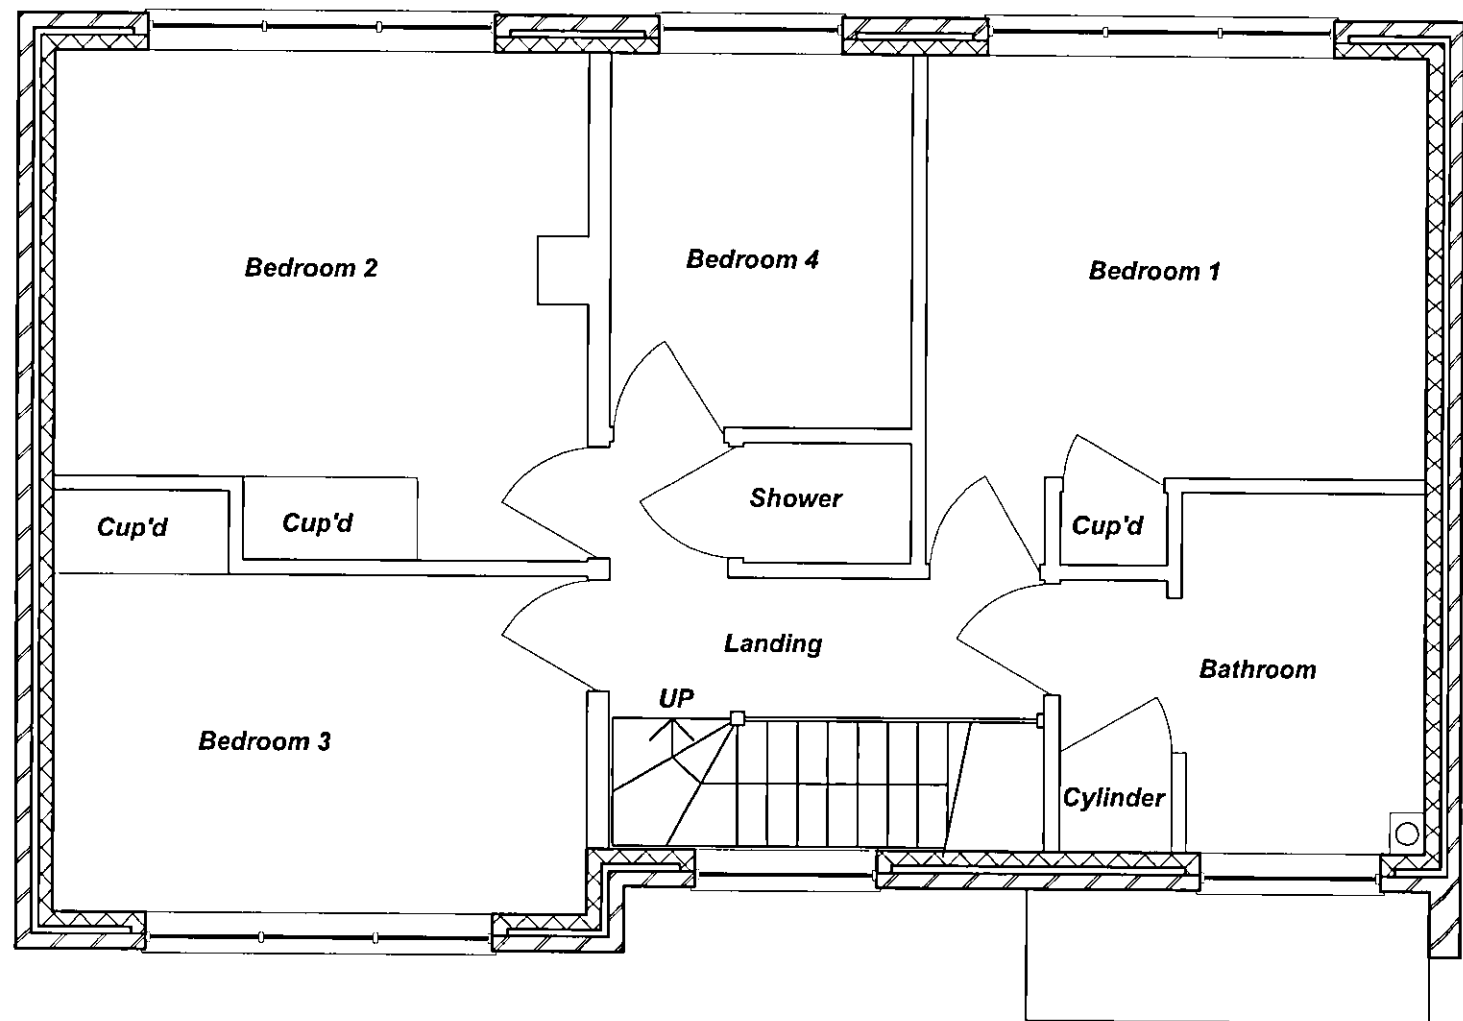 Bedroom 2
Bedroom 4
Bedroom 1
Cup'd
Cup'd
Shower
Cup'd
Landing
Bathroom
UP
Bedroom 3
Cylinder